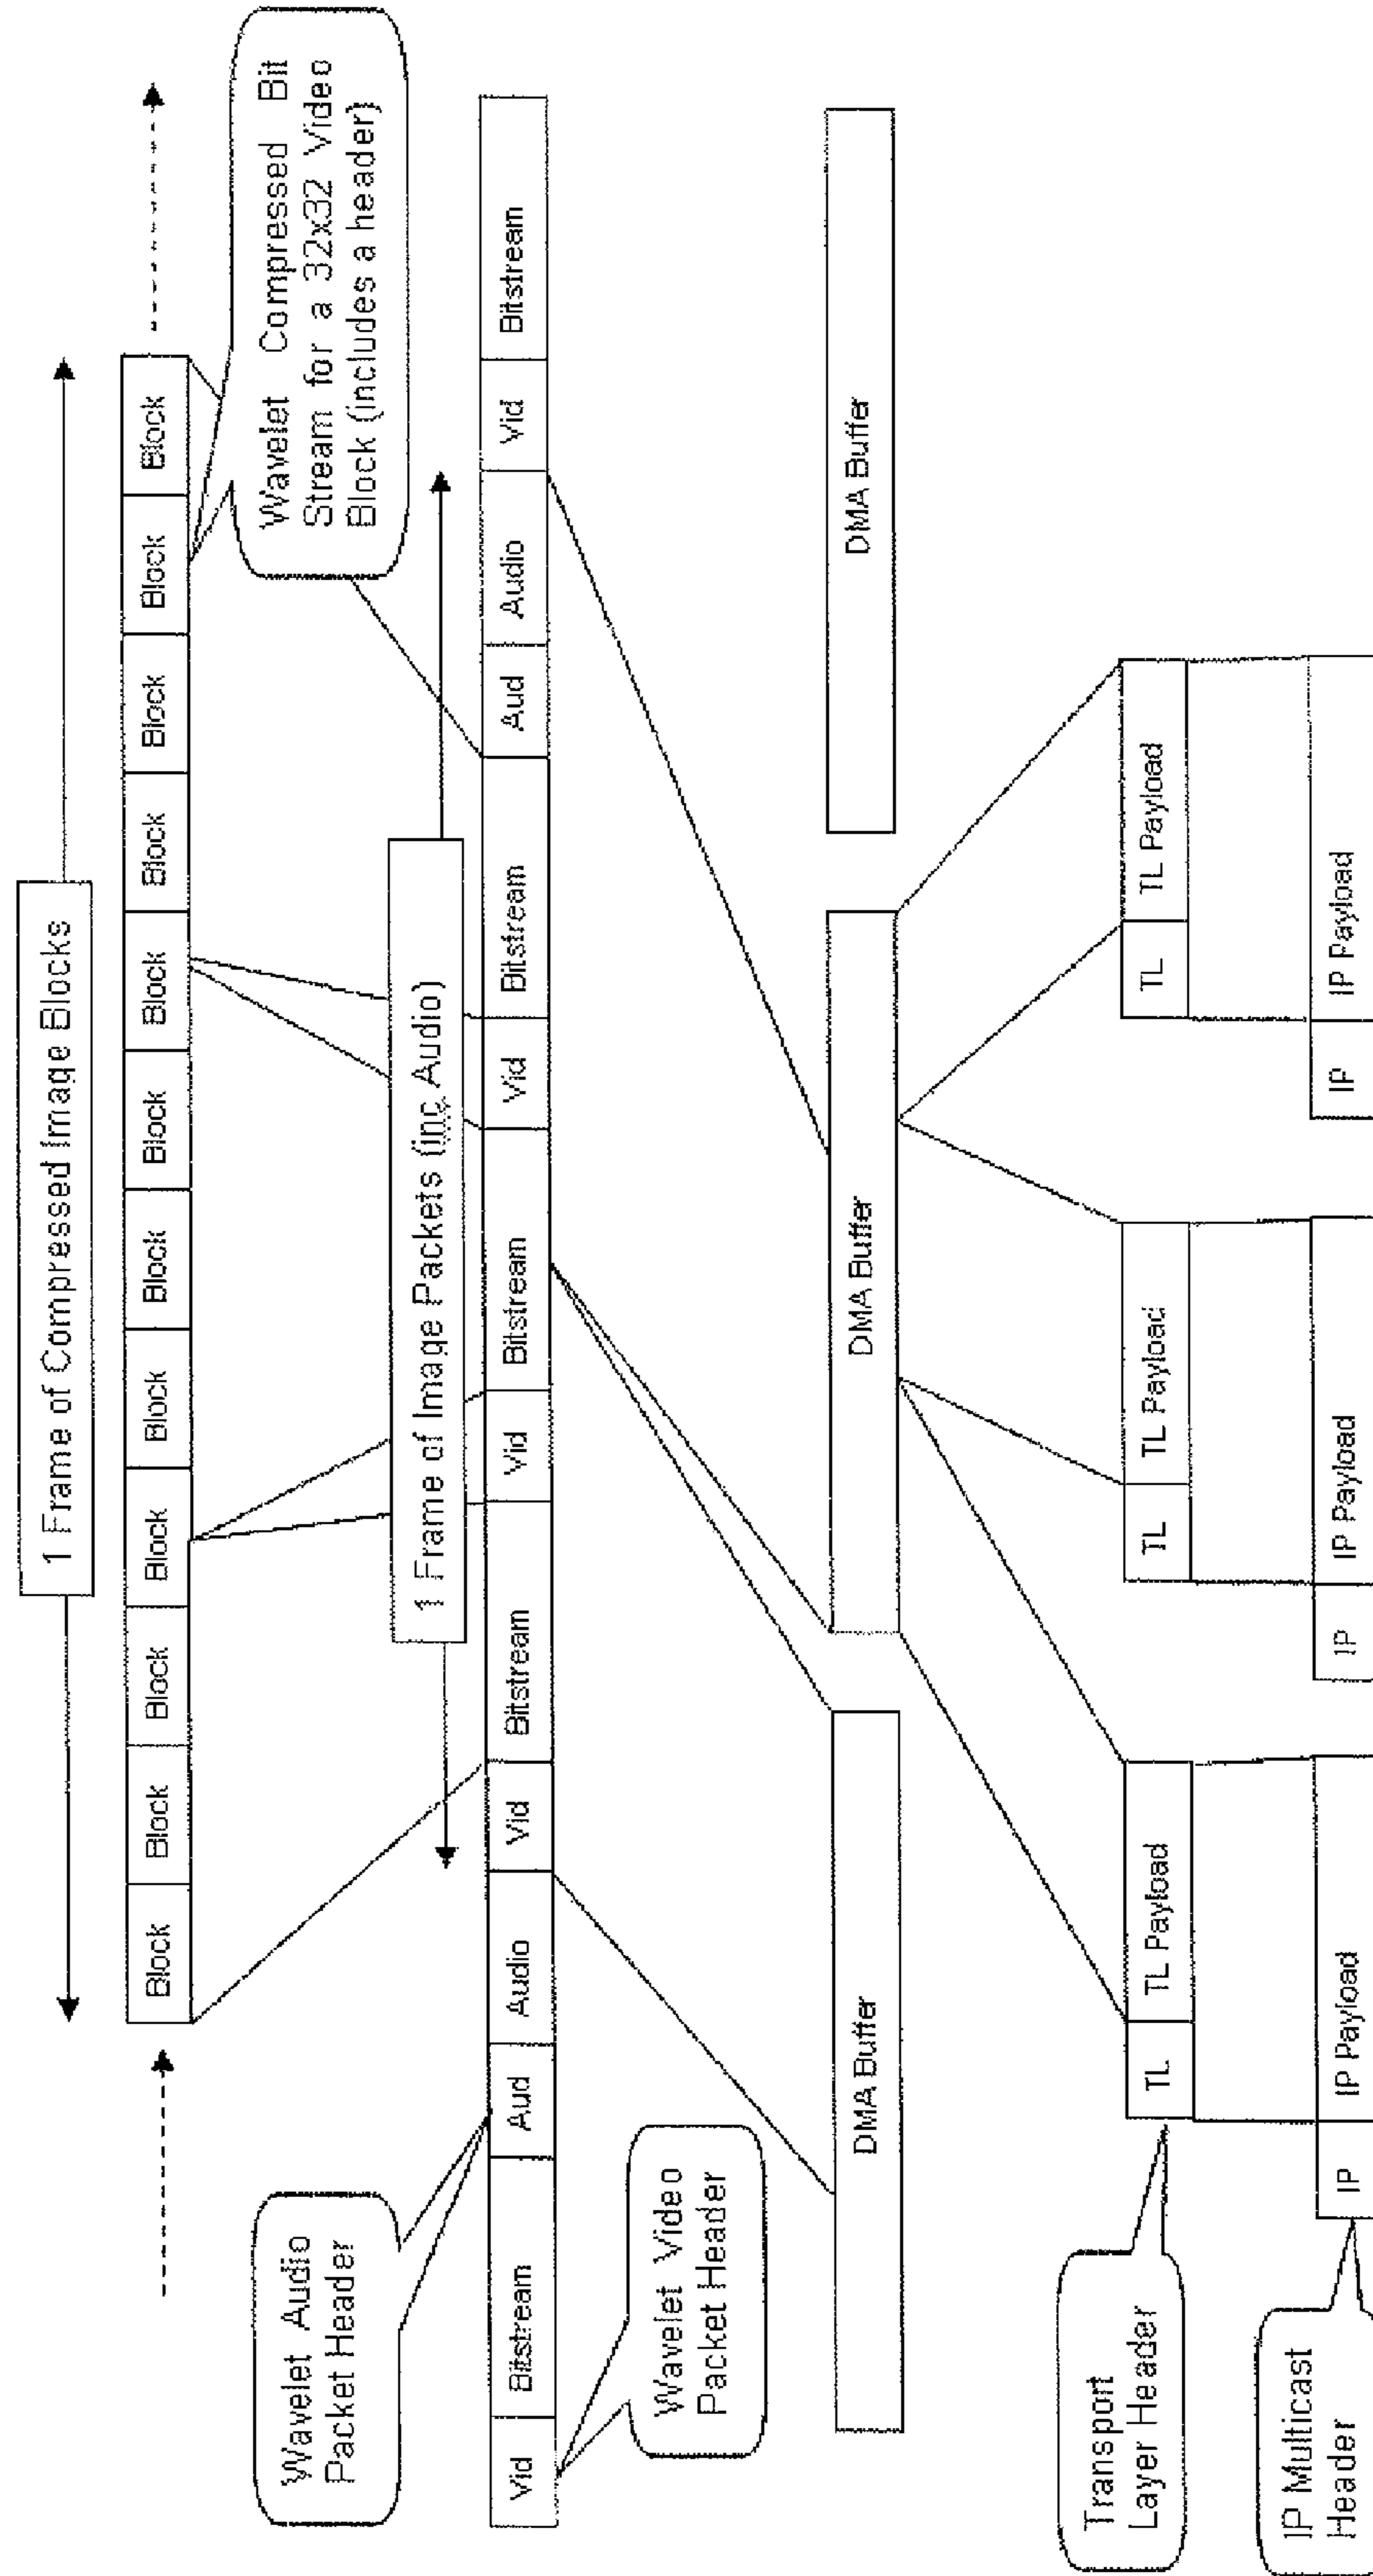 1 Frame of Compressed Image Blocks
Block Block Block Block Block Block Block Block Block Block Block Block
Wavelet Audio
Packet Header
Wavelet Compressed Bit
Stream for a 32x32 Video
Block (includes a header)
1 Frame of Image Packets (inc Audio)
Vid Bitstream Aud Audio Vid Bitstream Vid Bitstream Vid Bitstream Aud Audio Vid Bitstream
Wavelet Video
Packet Header
DMA Buffer DMA Buffer DMA Buffer
Transport
Layer Header
TL TL Payload TL TL Payload TL TL Payload
IP Multicast
Header
IP IP Payload IP IP Payload IP IP Payload